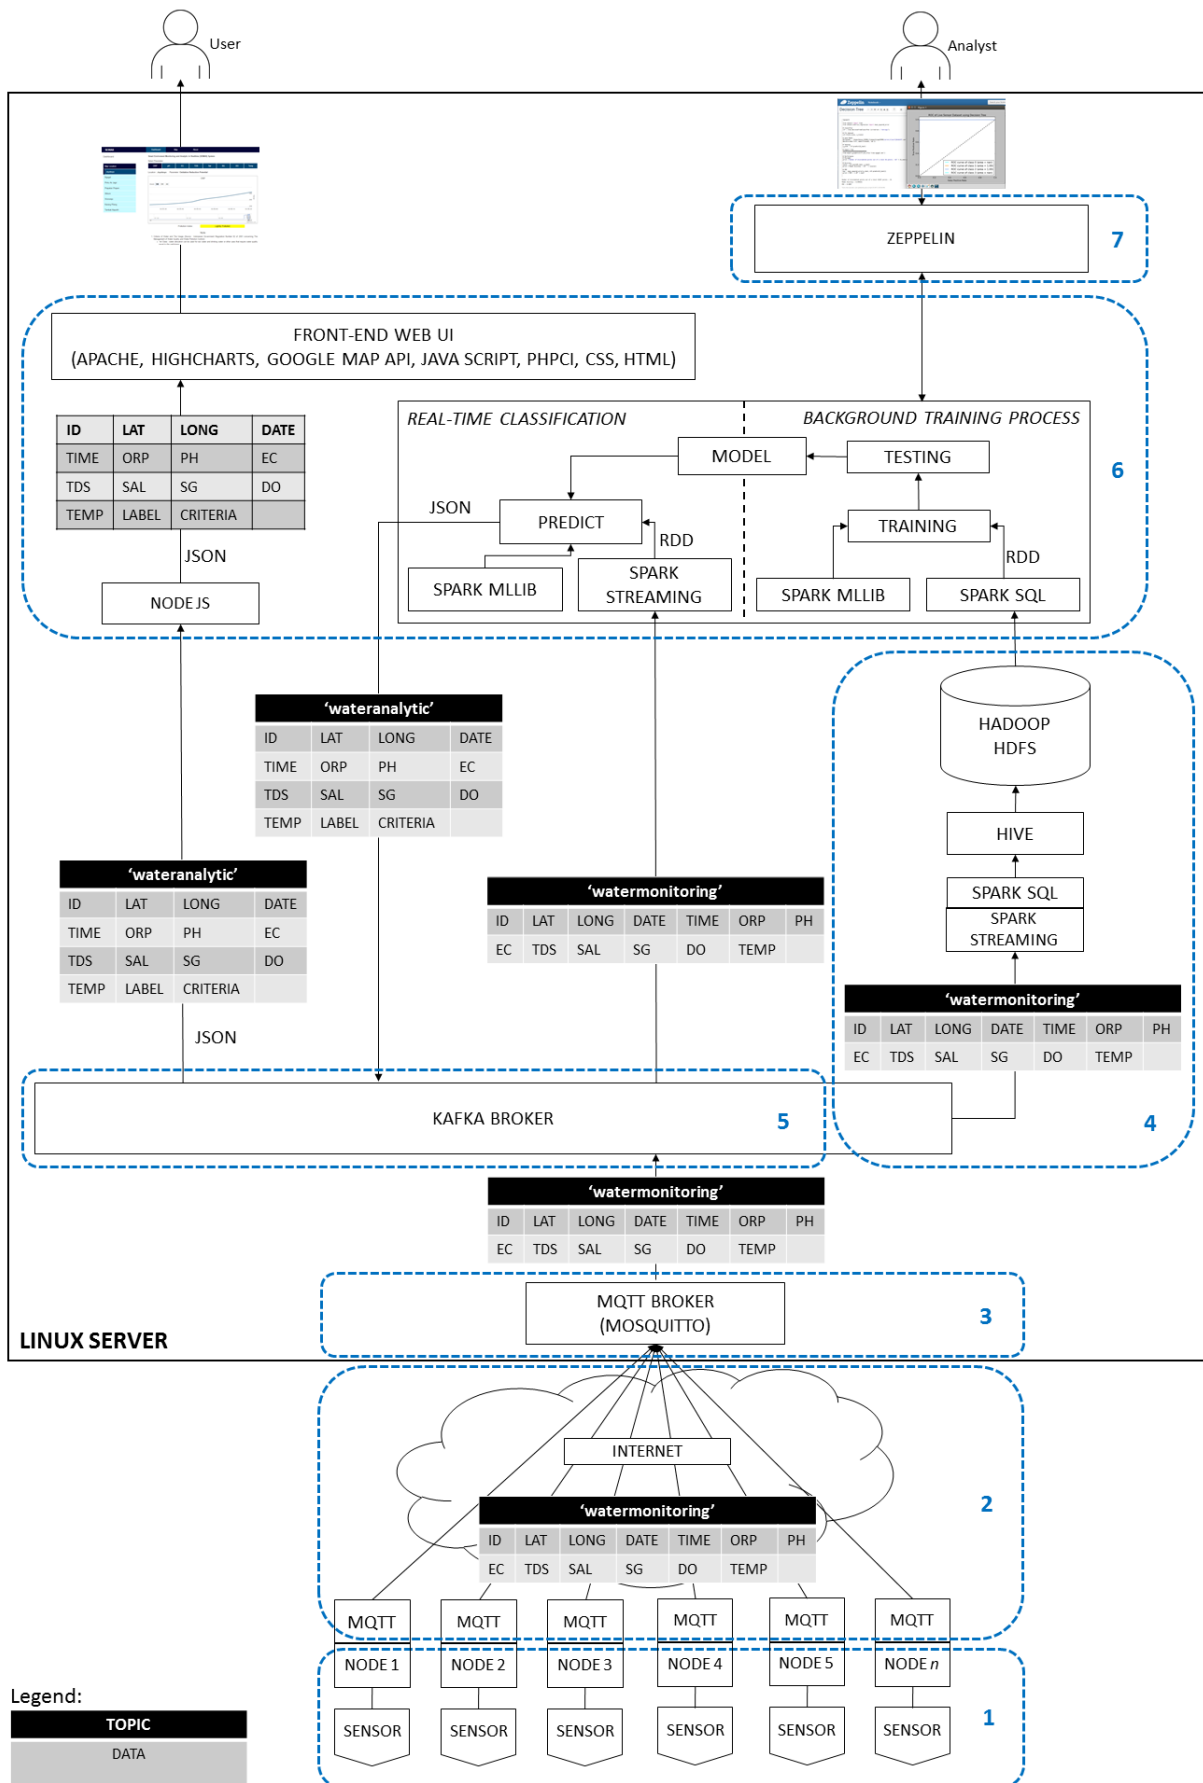 User
Analyst
Zeppelin
ZEPPELIN
7
FRONT-END WEB UI
(APACHE, HIGHCHARTS, GOOGLE MAP API, JAVA SCRIPT, PHPCI, CSS, HTML)
ID LAT LONG DATE
TIME ORP PH EC
TDS SAL SG DO
TEMP LABEL CRITERIA
JSON
NODE JS
REAL-TIME CLASSIFICATION
BACKGROUND TRAINING PROCESS
MODEL
TESTING
6
JSON
PREDICT
TRAINING
RDD
RDD
SPARK MLLIB
SPARK
STREAMING
SPARK MLLIB
SPARK SQL
HADOOP
HDFS
HIVE
SPARK SQL
SPARK
STREAMING
‘wateranalytic’
ID LAT LONG DATE
TIME ORP PH EC
TDS SAL SG DO
TEMP LABEL CRITERIA
‘wateranalytic’
ID LAT LONG DATE
TIME ORP PH EC
TDS SAL SG DO
TEMP LABEL CRITERIA
JSON
‘watermonitoring’
ID LAT LONG DATE TIME ORP PH
EC TDS SAL SG DO TEMP
‘watermonitoring’
ID LAT LONG DATE TIME ORP PH
EC TDS SAL SG DO TEMP
4
KAFKA BROKER
5
‘watermonitoring’
ID LAT LONG DATE TIME ORP PH
EC TDS SAL SG DO TEMP
MQTT BROKER
(MOSQUITTO)
3
LINUX SERVER
INTERNET
2
‘watermonitoring’
ID LAT LONG DATE TIME ORP PH
EC TDS SAL SG DO TEMP
MQTT MQTT MQTT MQTT MQTT MQTT
NODE 1 NODE 2 NODE 3 NODE 4 NODE 5 NODE n
SENSOR SENSOR SENSOR SENSOR SENSOR SENSOR
1
Legend:
TOPIC
DATA